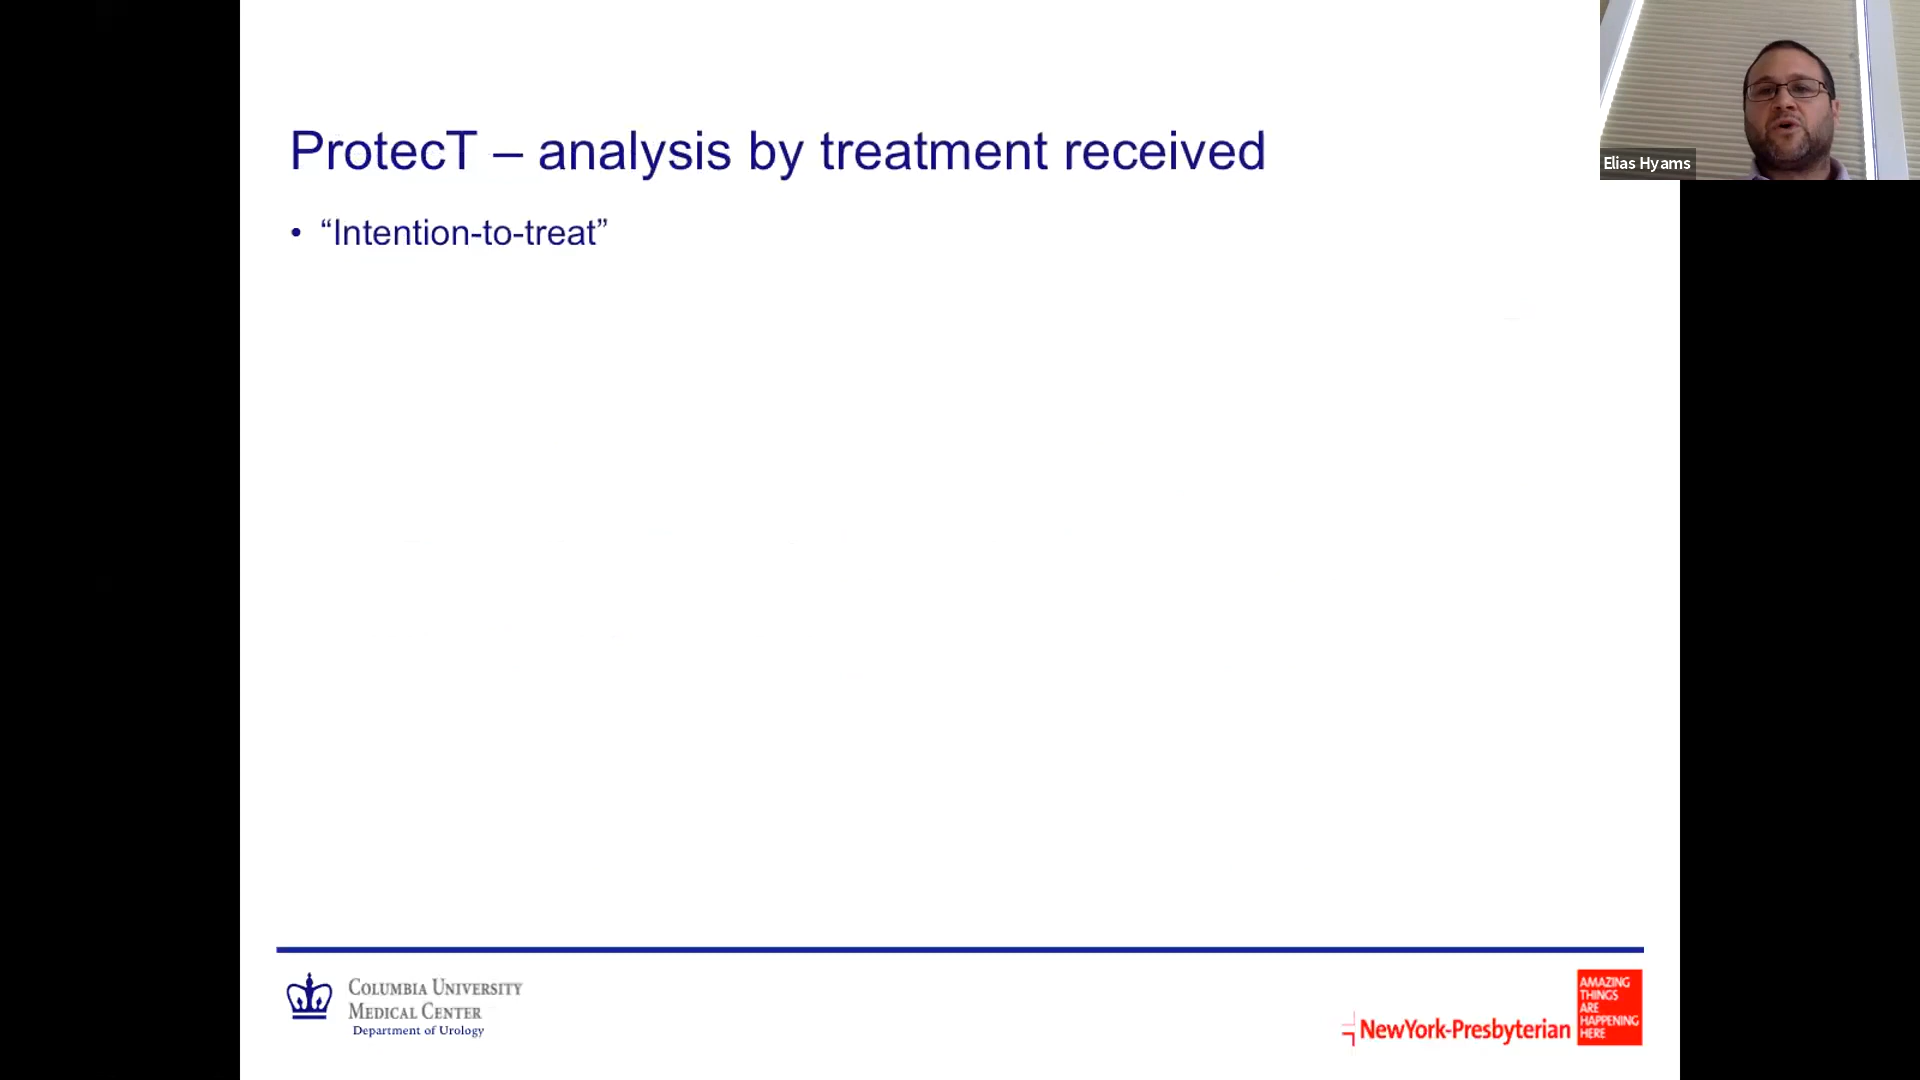 ProtecT – analysis by treatment received
• “Intention-to-treat”
Elias Hyams
COLUMBIA UNIVERSITY
MEDICAL CENTER
Department of Urology
NewYork-Presbyterian
AMAZING
THINGS
ARE
HAPPENING
HERE